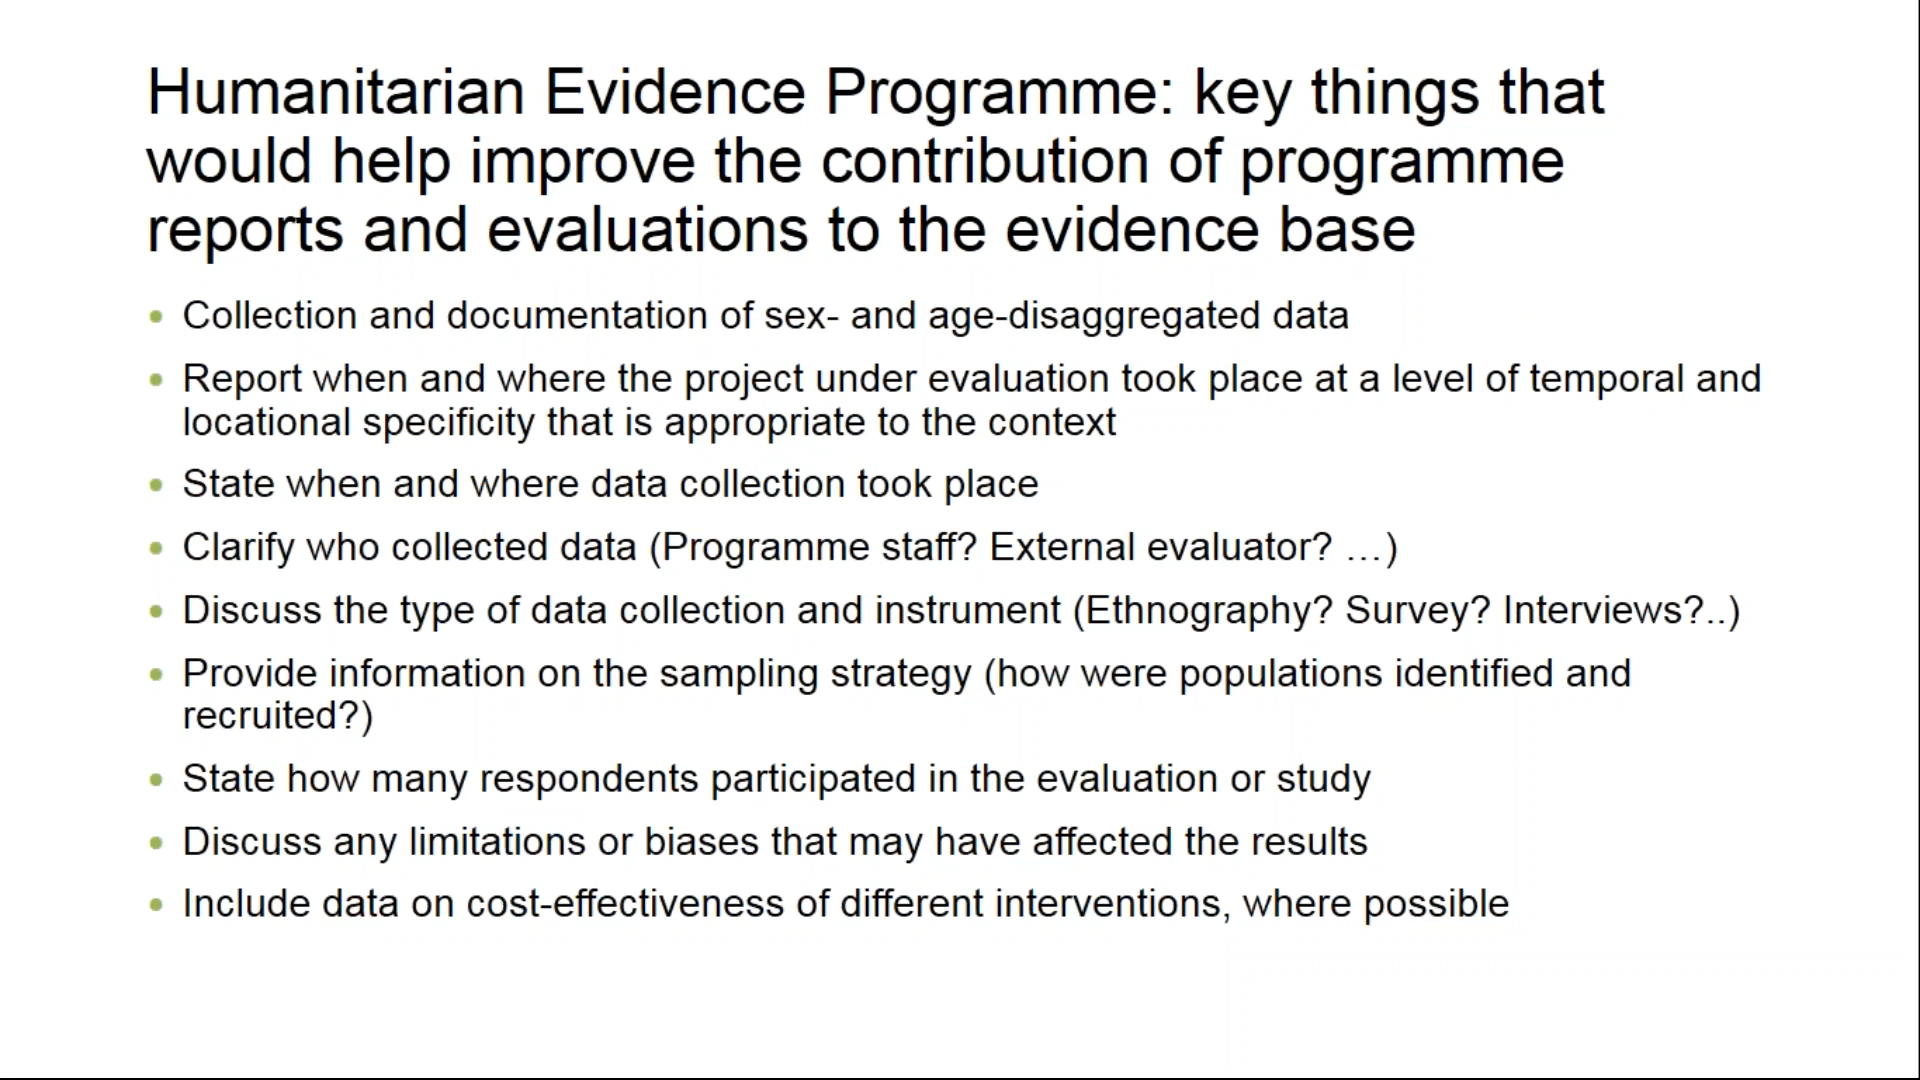 Humanitarian Evidence Programme: key things that
would help improve the contribution of programme
reports and evaluations to the evidence base
• Collection and documentation of sex- and age-disaggregated data
• Report when and where the project under evaluation took place at a level of temporal and
locational specificity that is appropriate to the context
• State when and where data collection took place
• Clarify who collected data (Programme staff? External evaluator? …)
• Discuss the type of data collection and instrument (Ethnography? Survey? Interviews?..)
• Provide information on the sampling strategy (how were populations identified and
recruited?)
• State how many respondents participated in the evaluation or study
• Discuss any limitations or biases that may have affected the results
• Include data on cost-effectiveness of different interventions, where possible